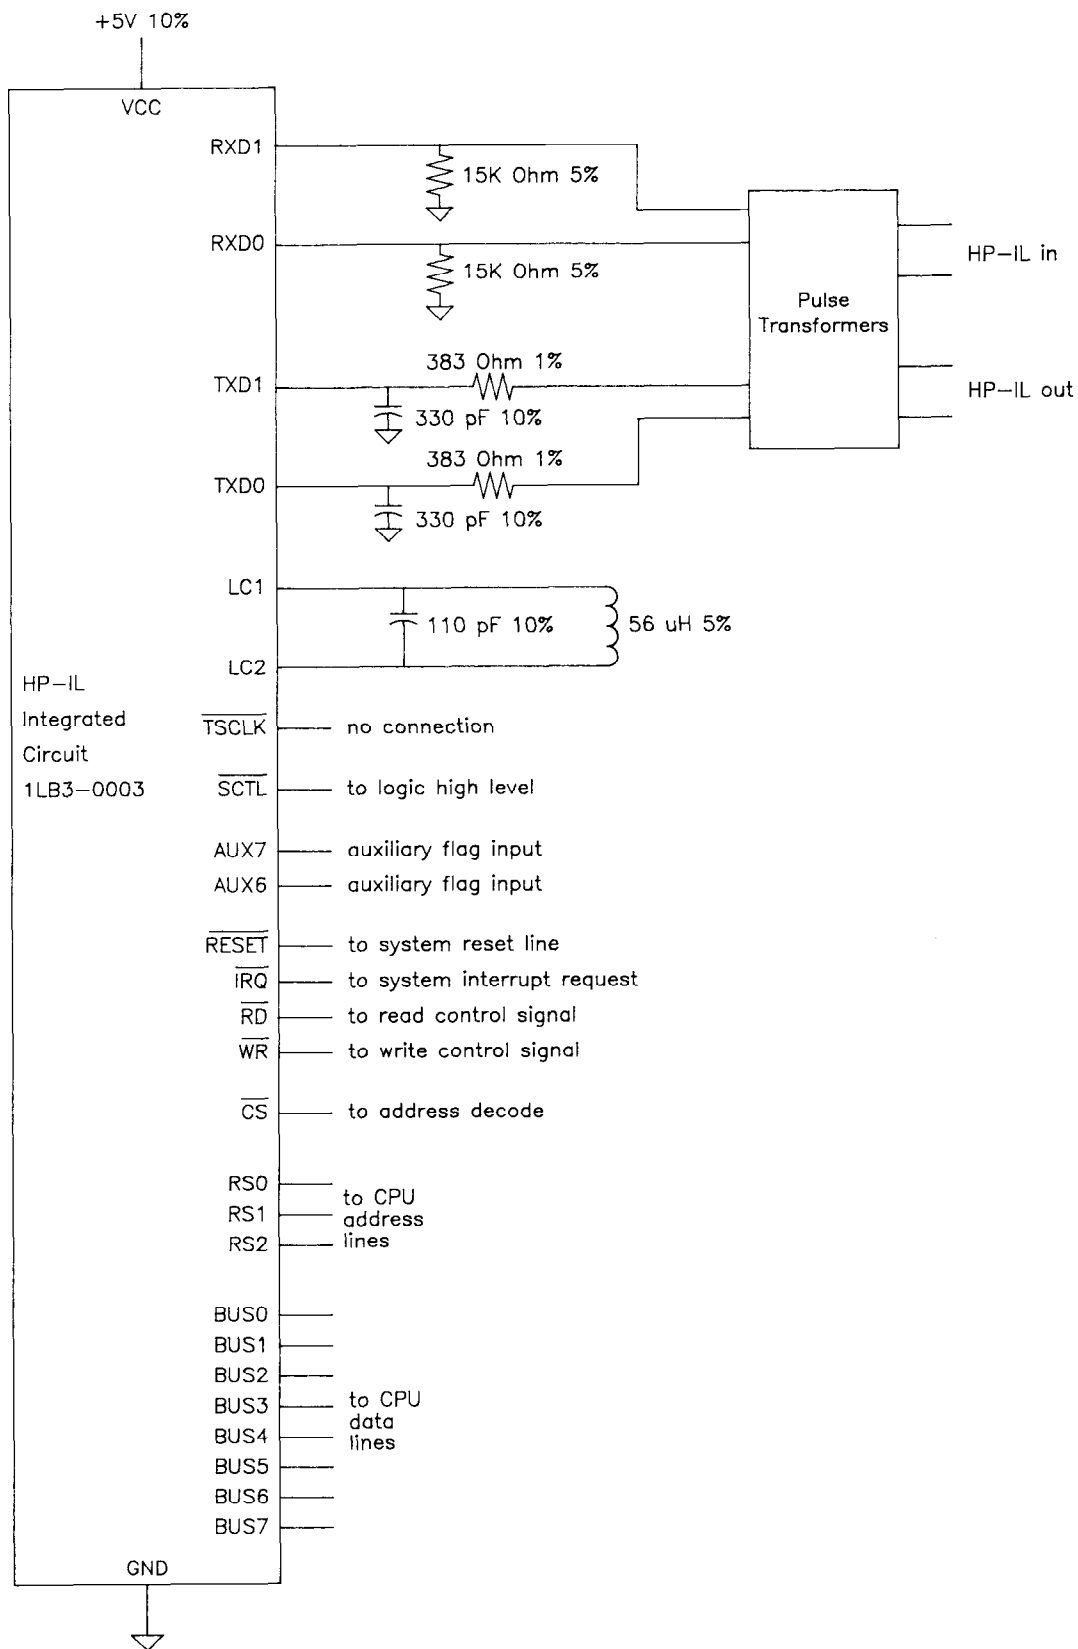 +5V 10%
VCC
RXD1
15K Ohm 5%
RXD0
15K Ohm 5%
HP-IL in
Pulse
Transformers
383 Ohm 1%
TXD1
330 pF 10%
HP-IL out
383 Ohm 1%
TXD0
330 pF 10%
LC1
110 pF 10%
56 uH 5%
LC2
HP-IL
Integrated
Circuit
1LB3-0003
TSCLK no connection
SCTL to logic high level
AUX7 auxiliary flag input
AUX6 auxiliary flag input
RESET to system reset line
IRQ to system interrupt request
RD to read control signal
WR to write control signal
CS to address decode
RS0
RS1
RS2
to CPU
address
lines
BUS0
BUS1
BUS2
BUS3
BUS4
BUS5
BUS6
BUS7
to CPU
data
lines
GND